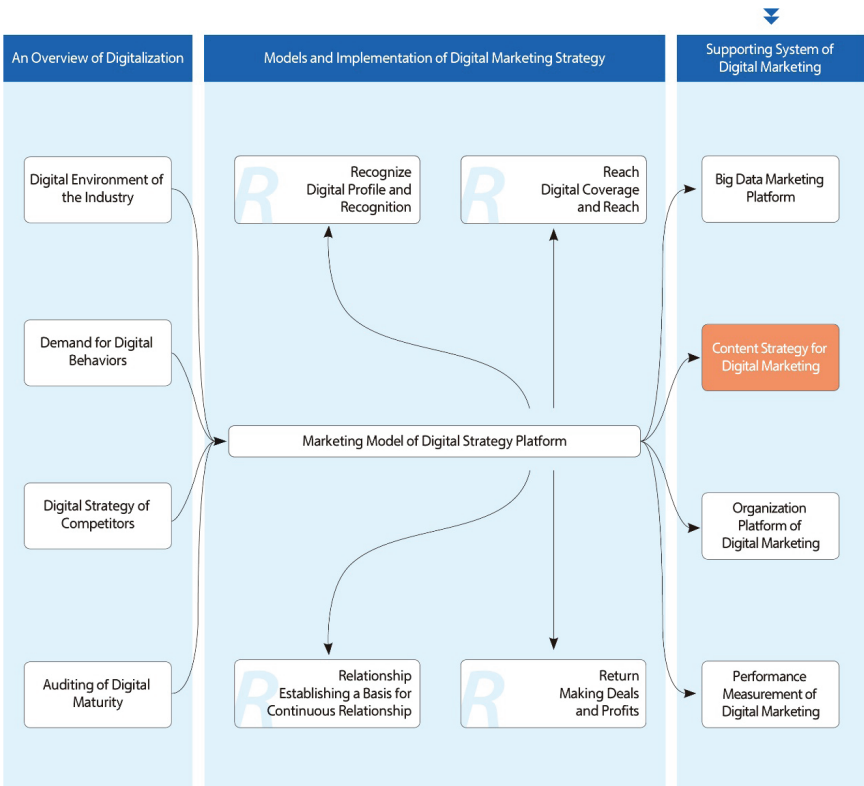 An Overview of Digitalization
Models and Implementation of Digital Marketing Strategy
Supporting System of
Digital Marketing
Digital Environment of
the Industry
R
Recognize
Digital Profile and
Recognition
R
Reach
Digital Coverage
and Reach
Big Data Marketing
Platform
Demand for Digital
Behaviors
Content Strategy for
Digital Marketing
Marketing Model of Digital Strategy Platform
Digital Strategy of
Competitors
Organization
Platform of
Digital Marketing
Auditing of Digital
Maturity
R
Relationship
Establishing a Basis for
Continuous Relationship
R
Return
Making Deals
and Profits
Performance
Measurement of
Digital Marketing